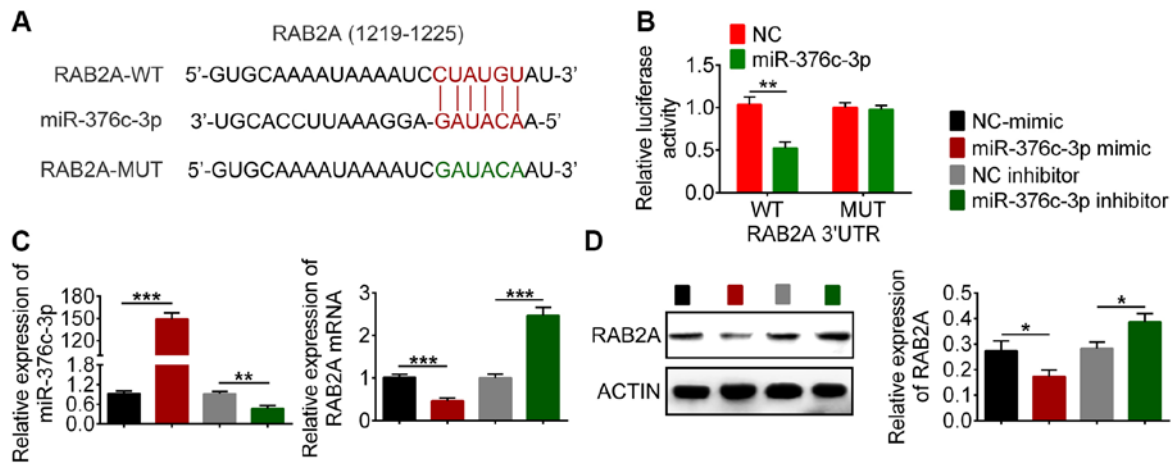 A
RAB2A (1219-1225)
RAB2A-WT 5'-GUGCAAAAUAAAAUCCUAUGUAU-3'
miR-376c-3p 3'-UGCACCUUAAAGGA-GAUACAA-5'
RAB2A-MUT 5'-GUGCAAAAUAAAAUCGAUACAAU-3'
B
NC
miR-376c-3p
Relative luciferase
activity
1.5
1.0
0.5
0.0
**
WT MUT
RAB2A 3'UTR
NC-mimic
miR-376c-3p mimic
NC inhibitor
miR-376c-3p inhibitor
C
Relative expression of
miR-376c-3p
180
150
120
1.8
1.2
0.6
0.0
***
**
Relative expression of
RAB2A mRNA
3
2
1
0
***
***
D
RAB2A
ACTIN
Relative expression
of RAB2A
0.5
0.4
0.3
0.2
0.1
0.0
*
*